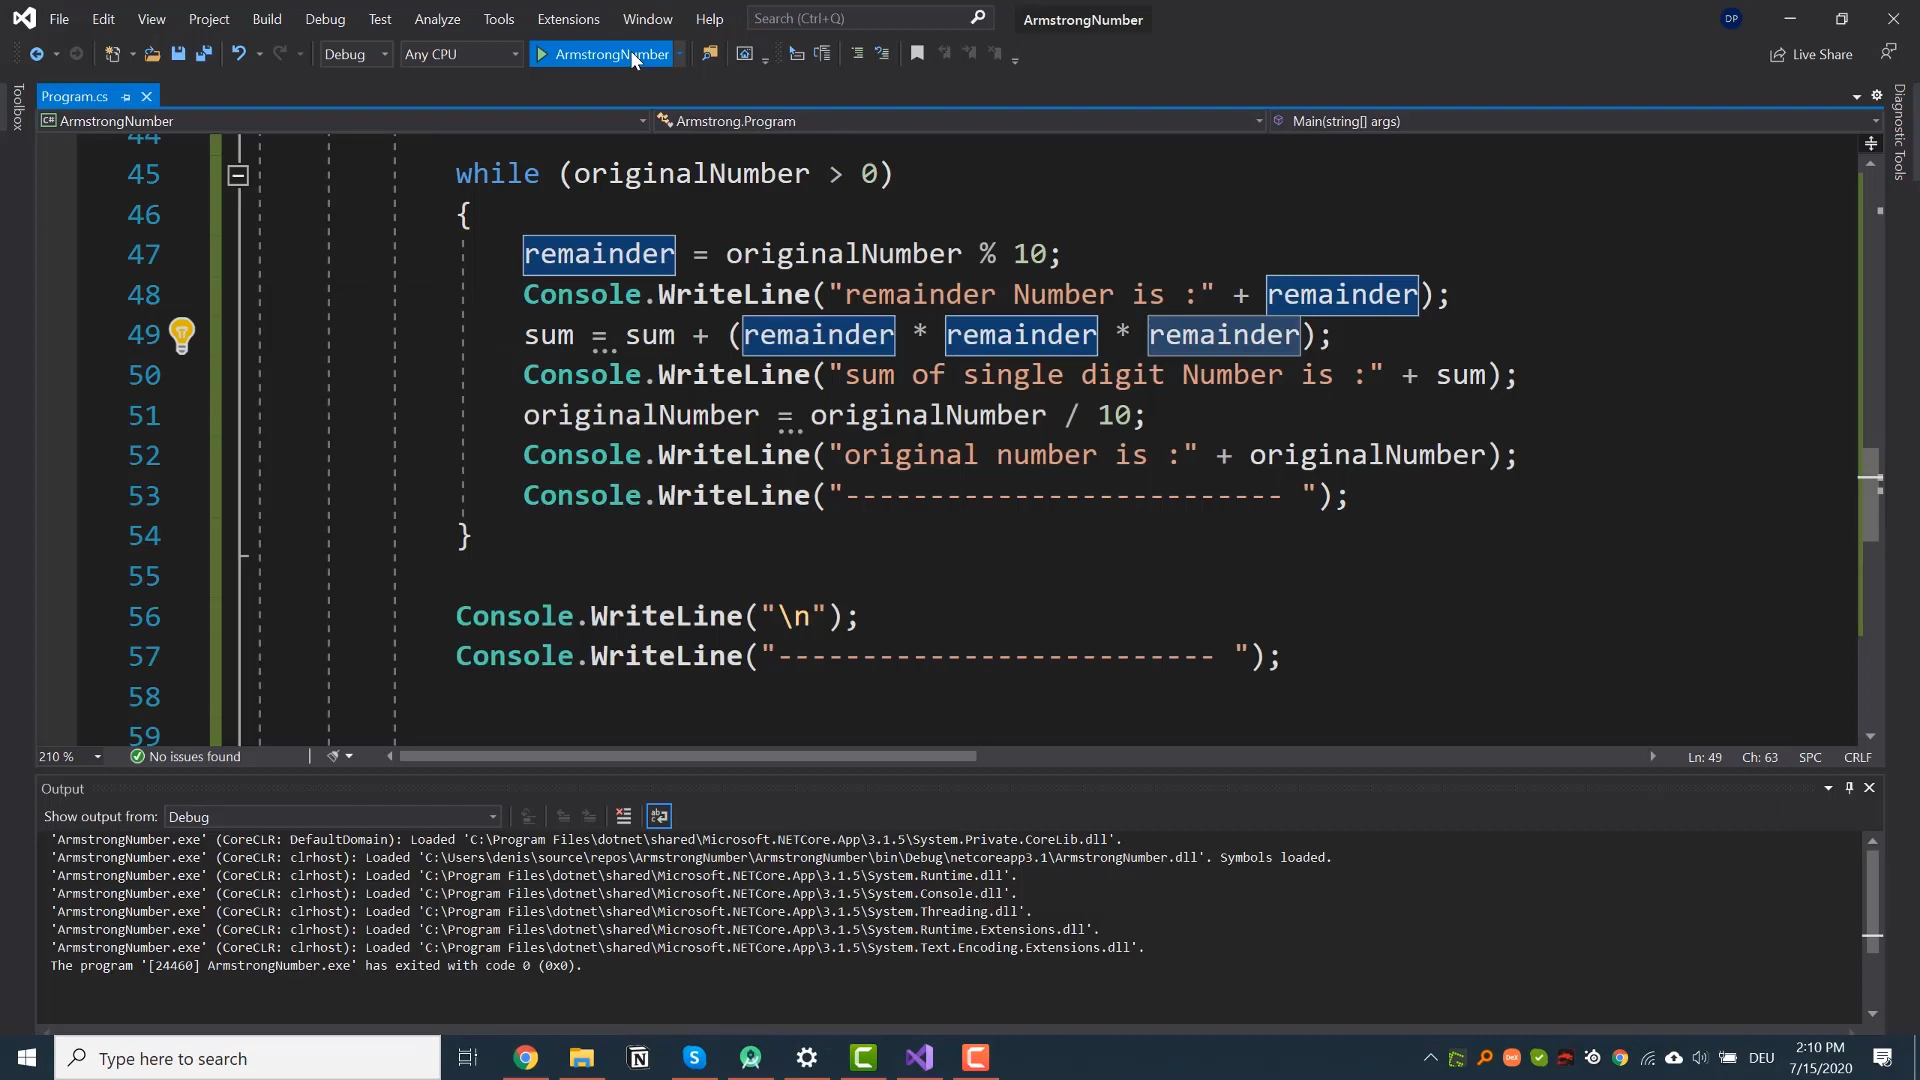 File Edit View Project Build Debug Test Analyze Tools Extensions Window Help Search (Ctrl+Q) ArmstrongNumber DP
Debug Any CPU ArmstrongNumber Live Share
Toolbox
Program.cs
Diagnostic Tools
C# ArmstrongNumber Armstrong.Program Main(string[] args)
44
45 while (originalNumber > 0)
46 {
47 remainder = originalNumber % 10;
48 Console.WriteLine("remainder Number is :" + remainder);
49 sum = sum + (remainder * remainder * remainder);
50 Console.WriteLine("sum of single digit Number is :" + sum);
51 originalNumber = originalNumber / 10;
52 Console.WriteLine("original number is :" + originalNumber);
53 Console.WriteLine("-------------------------- ");
54 }
55
56 Console.WriteLine("\n");
57 Console.WriteLine("-------------------------- ");
58
59
210 % No issues found Ln: 49 Ch: 63 SPC CRLF
Output
Show output from: Debug
'ArmstrongNumber.exe' (CoreCLR: DefaultDomain): Loaded 'C:\Program Files\dotnet\shared\Microsoft.NETCore.App\3.1.5\System.Private.CoreLib.dll'.
'ArmstrongNumber.exe' (CoreCLR: clrhost): Loaded 'C:\Users\denis\source\repos\ArmstrongNumber\ArmstrongNumber\bin\Debug\netcoreapp3.1\ArmstrongNumber.dll'. Symbols loaded.
'ArmstrongNumber.exe' (CoreCLR: clrhost): Loaded 'C:\Program Files\dotnet\shared\Microsoft.NETCore.App\3.1.5\System.Runtime.dll'.
'ArmstrongNumber.exe' (CoreCLR: clrhost): Loaded 'C:\Program Files\dotnet\shared\Microsoft.NETCore.App\3.1.5\System.Console.dll'.
'ArmstrongNumber.exe' (CoreCLR: clrhost): Loaded 'C:\Program Files\dotnet\shared\Microsoft.NETCore.App\3.1.5\System.Threading.dll'.
'ArmstrongNumber.exe' (CoreCLR: clrhost): Loaded 'C:\Program Files\dotnet\shared\Microsoft.NETCore.App\3.1.5\System.Runtime.Extensions.dll'.
'ArmstrongNumber.exe' (CoreCLR: clrhost): Loaded 'C:\Program Files\dotnet\shared\Microsoft.NETCore.App\3.1.5\System.Text.Encoding.Extensions.dll'.
The program '[24460] ArmstrongNumber.exe' has exited with code 0 (0x0).
Type here to search DEU 2:10 PM
7/15/2020